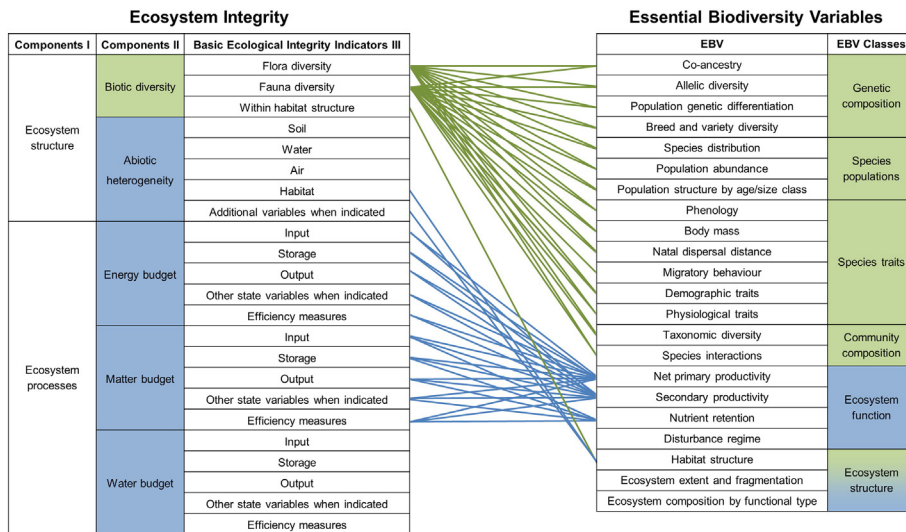 Ecosystem Integrity
Components I Components II Basic Ecological Integrity Indicators III
Ecosystem
structure
Biotic diversity
Flora diversity
Fauna diversity
Within habitat structure
Abiotic
heterogeneity
Soil
Water
Air
Habitat
Additional variables when indicated
Ecosystem
processes
Energy budget
Input
Storage
Output
Other state variables when indicated
Efficiency measures
Matter budget
Input
Storage
Output
Other state variables when indicated
Efficiency measures
Water budget
Input
Storage
Output
Other state variables when indicated
Efficiency measures
Essential Biodiversity Variables
EBV EBV Classes
Co-ancestry
Allelic diversity
Population genetic differentiation
Breed and variety diversity
Genetic
composition
Species distribution
Population abundance
Population structure by age/size class
Species
populations
Phenology
Body mass
Natal dispersal distance
Migratory behaviour
Demographic traits
Physiological traits
Species traits
Taxonomic diversity
Species interactions
Community
composition
Net primary productivity
Secondary productivity
Nutrient retention
Disturbance regime
Ecosystem
function
Habitat structure
Ecosystem extent and fragmentation
Ecosystem composition by functional type
Ecosystem
structure